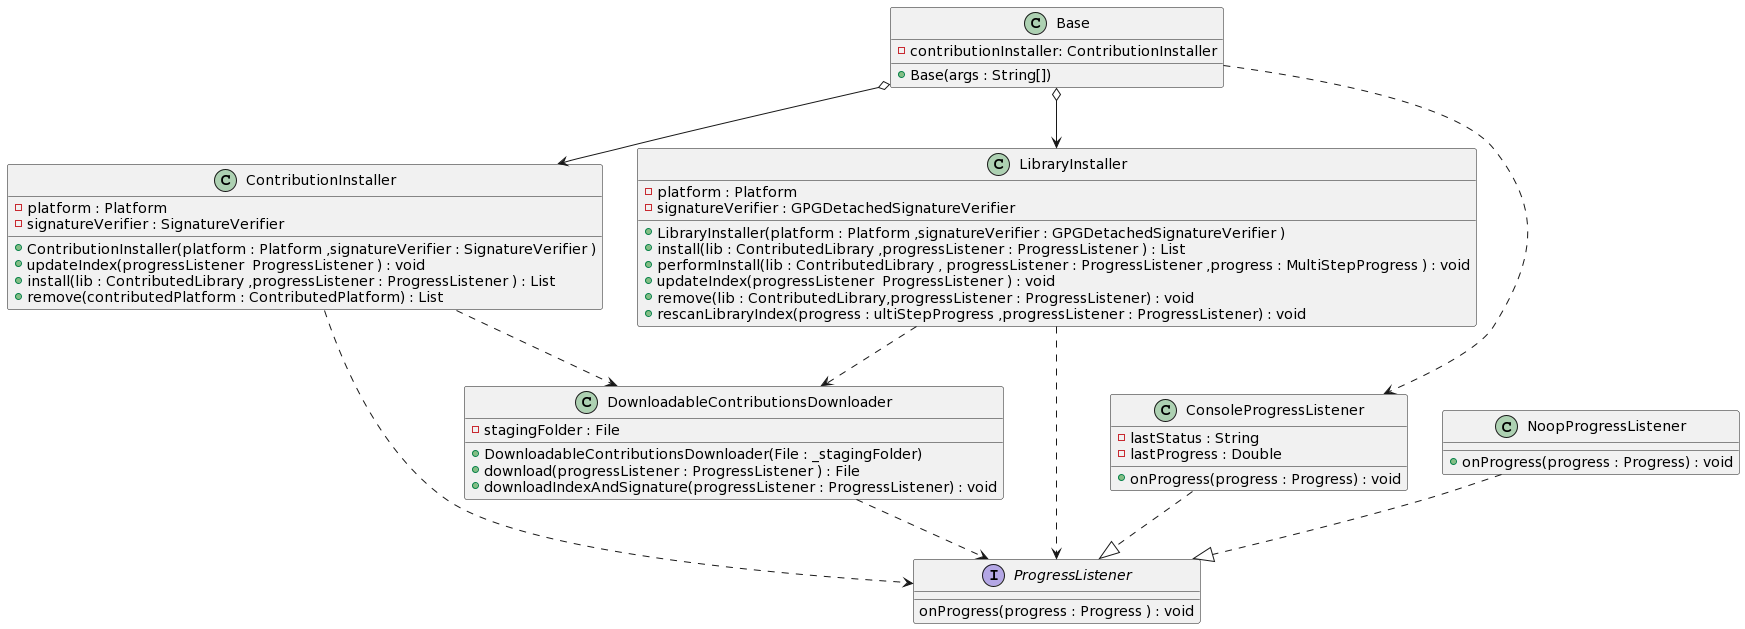 C Base
contributionInstaller: ContributionInstaller
Base(args : String[])
C ContributionInstaller
platform : Platform
signatureVerifier : SignatureVerifier
ContributionInstaller(platform : Platform ,signatureVerifier : SignatureVerifier )
updateIndex(progressListener  ProgressListener ) : void
install(lib : ContributedLibrary ,progressListener : ProgressListener ) : List
remove(contributedPlatform : ContributedPlatform) : List
C LibraryInstaller
platform : Platform
signatureVerifier : GPGDetachedSignatureVerifier
LibraryInstaller(platform : Platform ,signatureVerifier : GPGDetachedSignatureVerifier )
install(lib : ContributedLibrary ,progressListener : ProgressListener ) : List
performInstall(lib : ContributedLibrary , progressListener : ProgressListener ,progress : MultiStepProgress ) : void
updateIndex(progressListener  ProgressListener ) : void
remove(lib : ContributedLibrary,progressListener : ProgressListener) : void
rescanLibraryIndex(progress : ultiStepProgress ,progressListener : ProgressListener) : void
C DownloadableContributionsDownloader
stagingFolder : File
DownloadableContributionsDownloader(File : _stagingFolder)
download(progressListener : ProgressListener ) : File
downloadIndexAndSignature(progressListener : ProgressListener) : void
C ConsoleProgressListener
lastStatus : String
lastProgress : Double
onProgress(progress : Progress) : void
C NoopProgressListener
onProgress(progress : Progress) : void
I ProgressListener
onProgress(progress : Progress ) : void